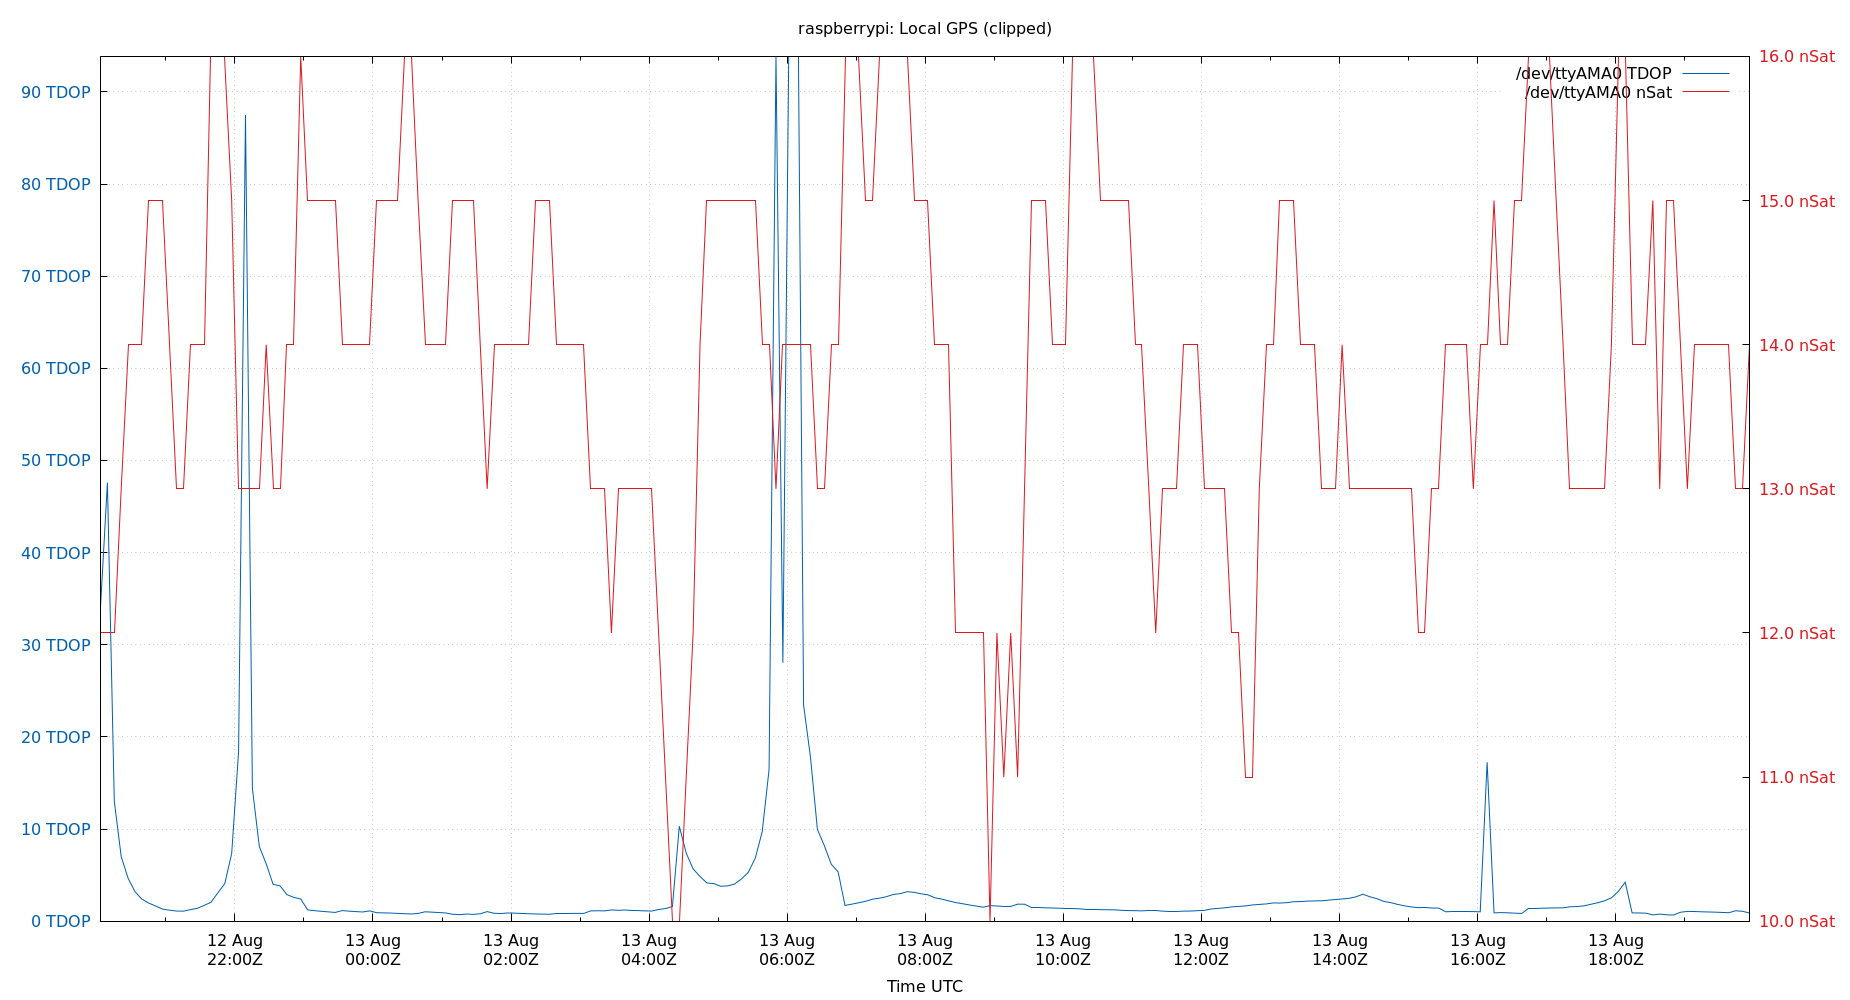 raspberrypi: Local GPS (clipped)
16.0 nSat
/dev/ttyAMA0 TDOP
90 TDOP
/dev/ttyAMA0 nSat
80 TDOP
15.0 nSat
70 TDOP
14.0 nSat
60 TDOP
50 TDOP
13.0 nSat
40 TDOP
12.0 nSat
30 TDOP
11.0 nSat
20 TDOP
10 TDOP
0 TDOP
10.0 nSat
12 Aug 13 Aug 13 Aug 13 Aug 13 Aug 13 Aug 13 Aug 13 Aug 13 Aug 13 Aug 13 Aug
22:00Z 00:00Z 02:00Z 04:00Z 06:00Z 08:00Z 10:00Z 12:00Z 14:00Z 16:00Z 18:00Z
Time UTC